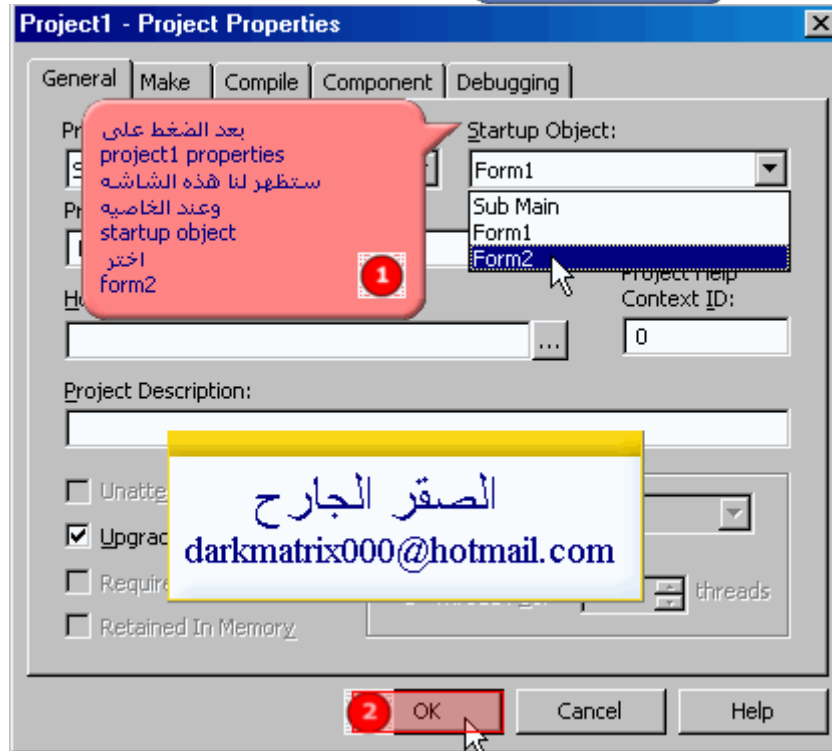 Project1 - Project Properties
General Make Compile Component Debugging
بعد الضغط على
project1 properties
ستظهر لنا هذه الشاشه
وعند الخاصيه
startup object
اختر
form2
1
Startup Object:
Form1
Sub Main
Form1
Form2
Project Help
Context ID:
0
...
Project Description:
الصقر الجارح
darkmatrix000@hotmail.com
threads
Retained In Memory
2 OK Cancel Help